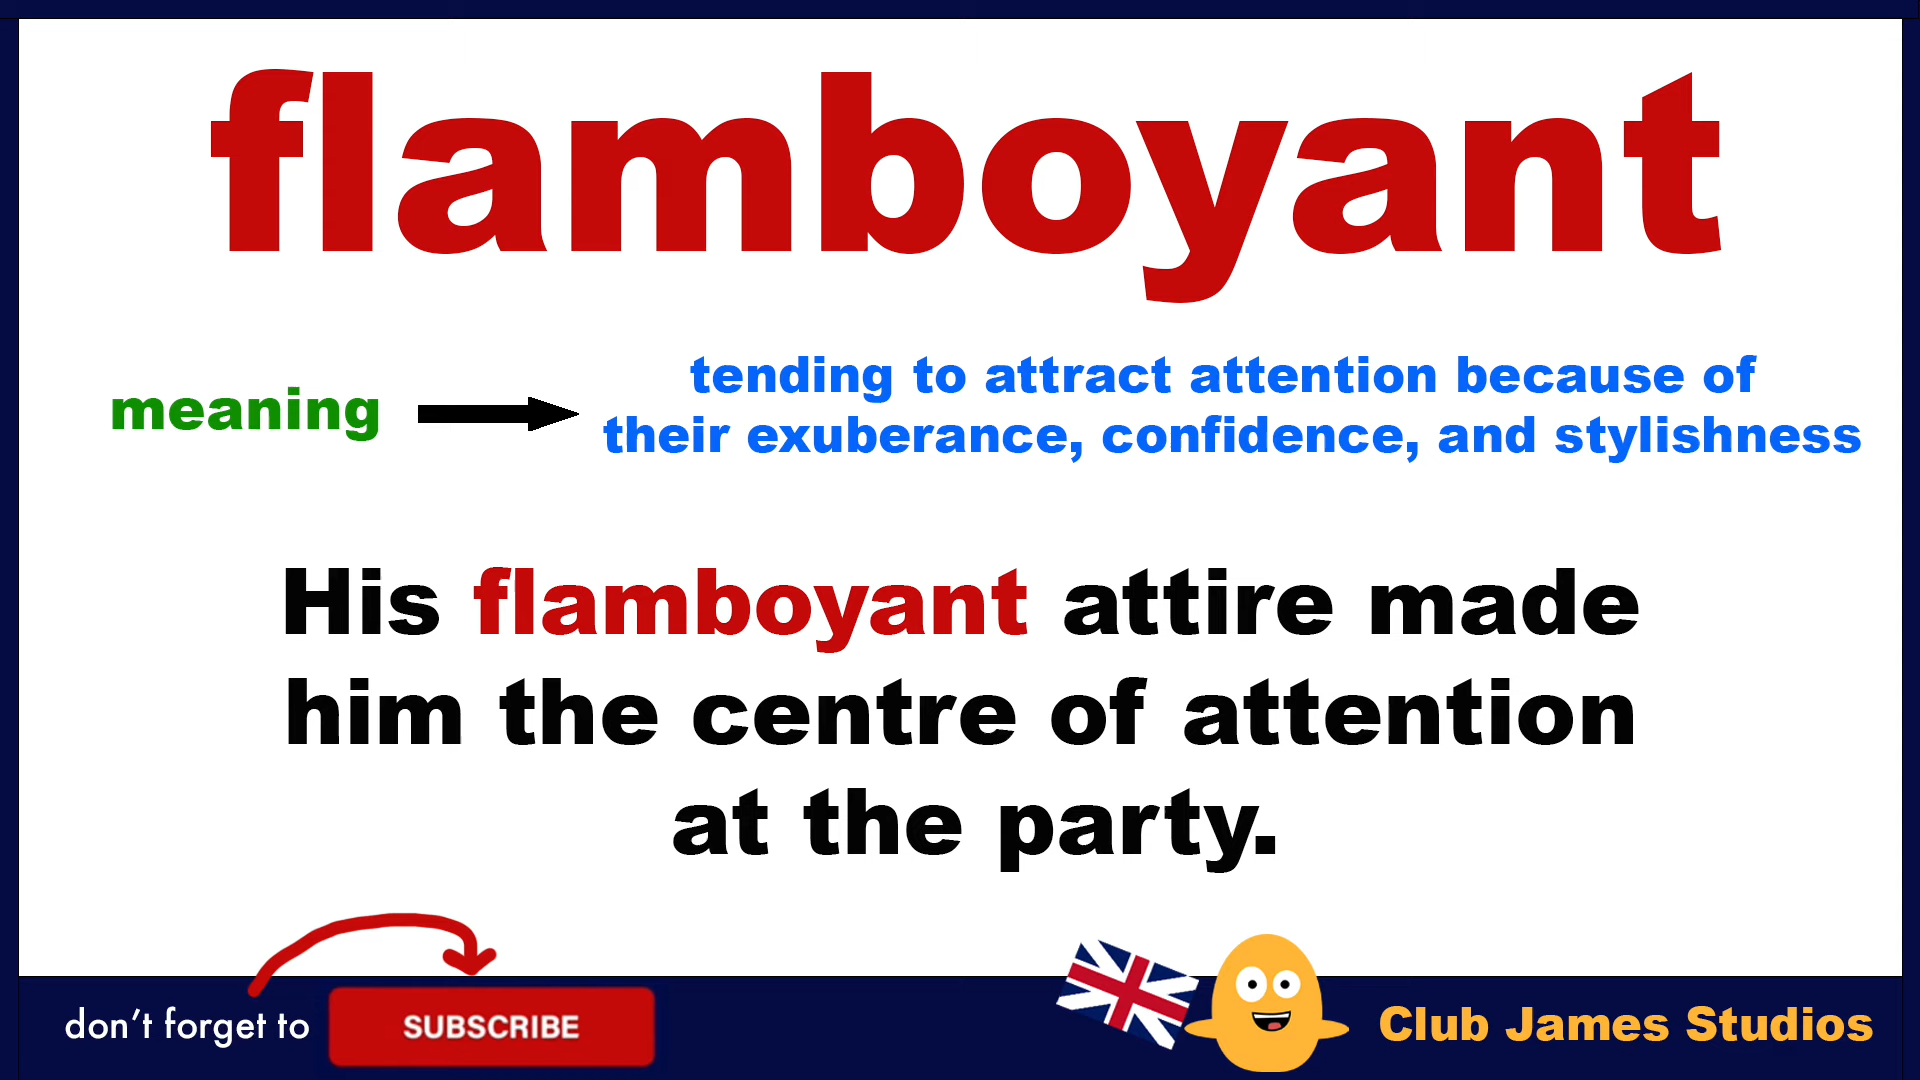 flamboyant
meaning
tending to attract attention because of
their exuberance, confidence, and stylishness
His flamboyant attire made
him the centre of attention
at the party.
don't forget to
SUBSCRIBE
Club James Studios